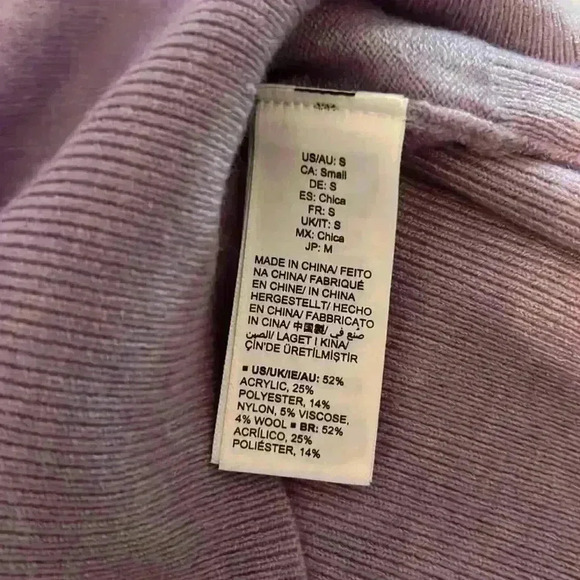 US/AU: S
CA: Small
DE: S
ES: Chica
FR: S
UK/IT: S
MX: Chica
JP: M
MADE IN CHINA/ FEITO
NA CHINA/ FABRIQUÉ
EN CHINE/ IN CHINA
HERGESTELLT/ HECHO
EN CHINA/ FABBRICATO
IN CINA/ 中国製/ صنع في
الصين/ LAGET I KINA/
ÇİN'DE ÜRETİLMİŞTİR
■ US/UK/IE/AU: 52%
ACRYLIC, 25%
POLYESTER, 14%
NYLON, 5% VISCOSE,
4% WOOL ■ BR: 52%
ACRÍLICO, 25%
POLIÉSTER, 14%